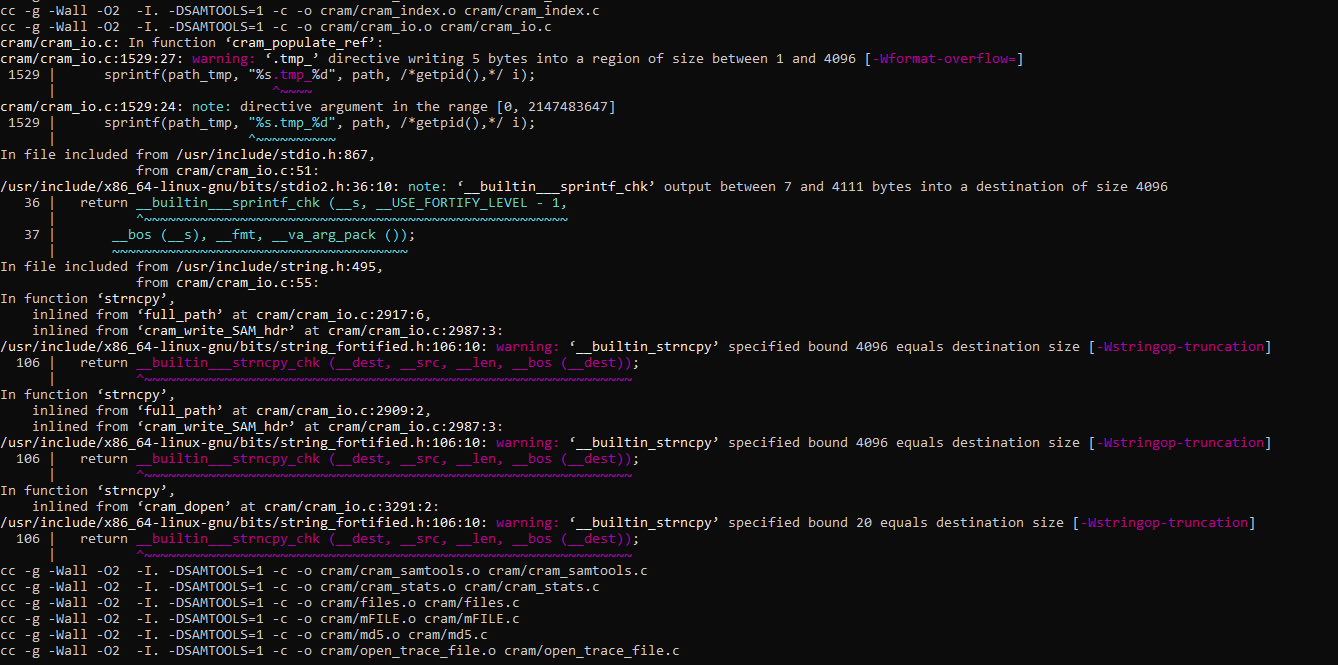 cc -g -Wall -O2  -I. -DSAMTOOLS=1 -c -o cram/cram_index.o cram/cram_index.c
cc -g -Wall -O2  -I. -DSAMTOOLS=1 -c -o cram/cram_io.o cram/cram_io.c
cram/cram_io.c: In function ‘cram_populate_ref’:
cram/cram_io.c:1529:27: warning: ‘.tmp_’ directive writing 5 bytes into a region of size between 1 and 4096 [-Wformat-overflow=]
 1529 |      sprintf(path_tmp, "%s.tmp_%d", path, /*getpid(),*/ i);
      |                           ^~~~~
cram/cram_io.c:1529:24: note: directive argument in the range [0, 2147483647]
 1529 |      sprintf(path_tmp, "%s.tmp_%d", path, /*getpid(),*/ i);
      |                        ^~~~~~~~~~~
In file included from /usr/include/stdio.h:867,
                 from cram/cram_io.c:51:
/usr/include/x86_64-linux-gnu/bits/stdio2.h:36:10: note: ‘__builtin___sprintf_chk’ output between 7 and 4111 bytes into a destination of size 4096
   36 |   return __builtin___sprintf_chk (__s, __USE_FORTIFY_LEVEL - 1,
      |          ^~~~~~~~~~~~~~~~~~~~~~~~~~~~~~~~~~~~~~~~~~~~~~~~~~~~~~
   37 |       __bos (__s), __fmt, __va_arg_pack ());
      |       ~~~~~~~~~~~~~~~~~~~~~~~~~~~~~~~~~~~~~
In file included from /usr/include/string.h:495,
                 from cram/cram_io.c:55:
In function ‘strncpy’,
    inlined from ‘full_path’ at cram/cram_io.c:2917:6,
    inlined from ‘cram_write_SAM_hdr’ at cram/cram_io.c:2987:3:
/usr/include/x86_64-linux-gnu/bits/string_fortified.h:106:10: warning: ‘__builtin_strncpy’ specified bound 4096 equals destination size [-Wstringop-truncation]
  106 |   return __builtin___strncpy_chk (__dest, __src, __len, __bos (__dest));
      |          ^~~~~~~~~~~~~~~~~~~~~~~~~~~~~~~~~~~~~~~~~~~~~~~~~~~~~~~~~~~~~~
In function ‘strncpy’,
    inlined from ‘full_path’ at cram/cram_io.c:2909:2,
    inlined from ‘cram_write_SAM_hdr’ at cram/cram_io.c:2987:3:
/usr/include/x86_64-linux-gnu/bits/string_fortified.h:106:10: warning: ‘__builtin_strncpy’ specified bound 4096 equals destination size [-Wstringop-truncation]
  106 |   return __builtin___strncpy_chk (__dest, __src, __len, __bos (__dest));
      |          ^~~~~~~~~~~~~~~~~~~~~~~~~~~~~~~~~~~~~~~~~~~~~~~~~~~~~~~~~~~~~~
In function ‘strncpy’,
    inlined from ‘cram_dopen’ at cram/cram_io.c:3291:2:
/usr/include/x86_64-linux-gnu/bits/string_fortified.h:106:10: warning: ‘__builtin_strncpy’ specified bound 20 equals destination size [-Wstringop-truncation]
  106 |   return __builtin___strncpy_chk (__dest, __src, __len, __bos (__dest));
      |          ^~~~~~~~~~~~~~~~~~~~~~~~~~~~~~~~~~~~~~~~~~~~~~~~~~~~~~~~~~~~~~
cc -g -Wall -O2  -I. -DSAMTOOLS=1 -c -o cram/cram_samtools.o cram/cram_samtools.c
cc -g -Wall -O2  -I. -DSAMTOOLS=1 -c -o cram/cram_stats.o cram/cram_stats.c
cc -g -Wall -O2  -I. -DSAMTOOLS=1 -c -o cram/files.o cram/files.c
cc -g -Wall -O2  -I. -DSAMTOOLS=1 -c -o cram/mFILE.o cram/mFILE.c
cc -g -Wall -O2  -I. -DSAMTOOLS=1 -c -o cram/md5.o cram/md5.c
cc -g -Wall -O2  -I. -DSAMTOOLS=1 -c -o cram/open_trace_file.o cram/open_trace_file.c